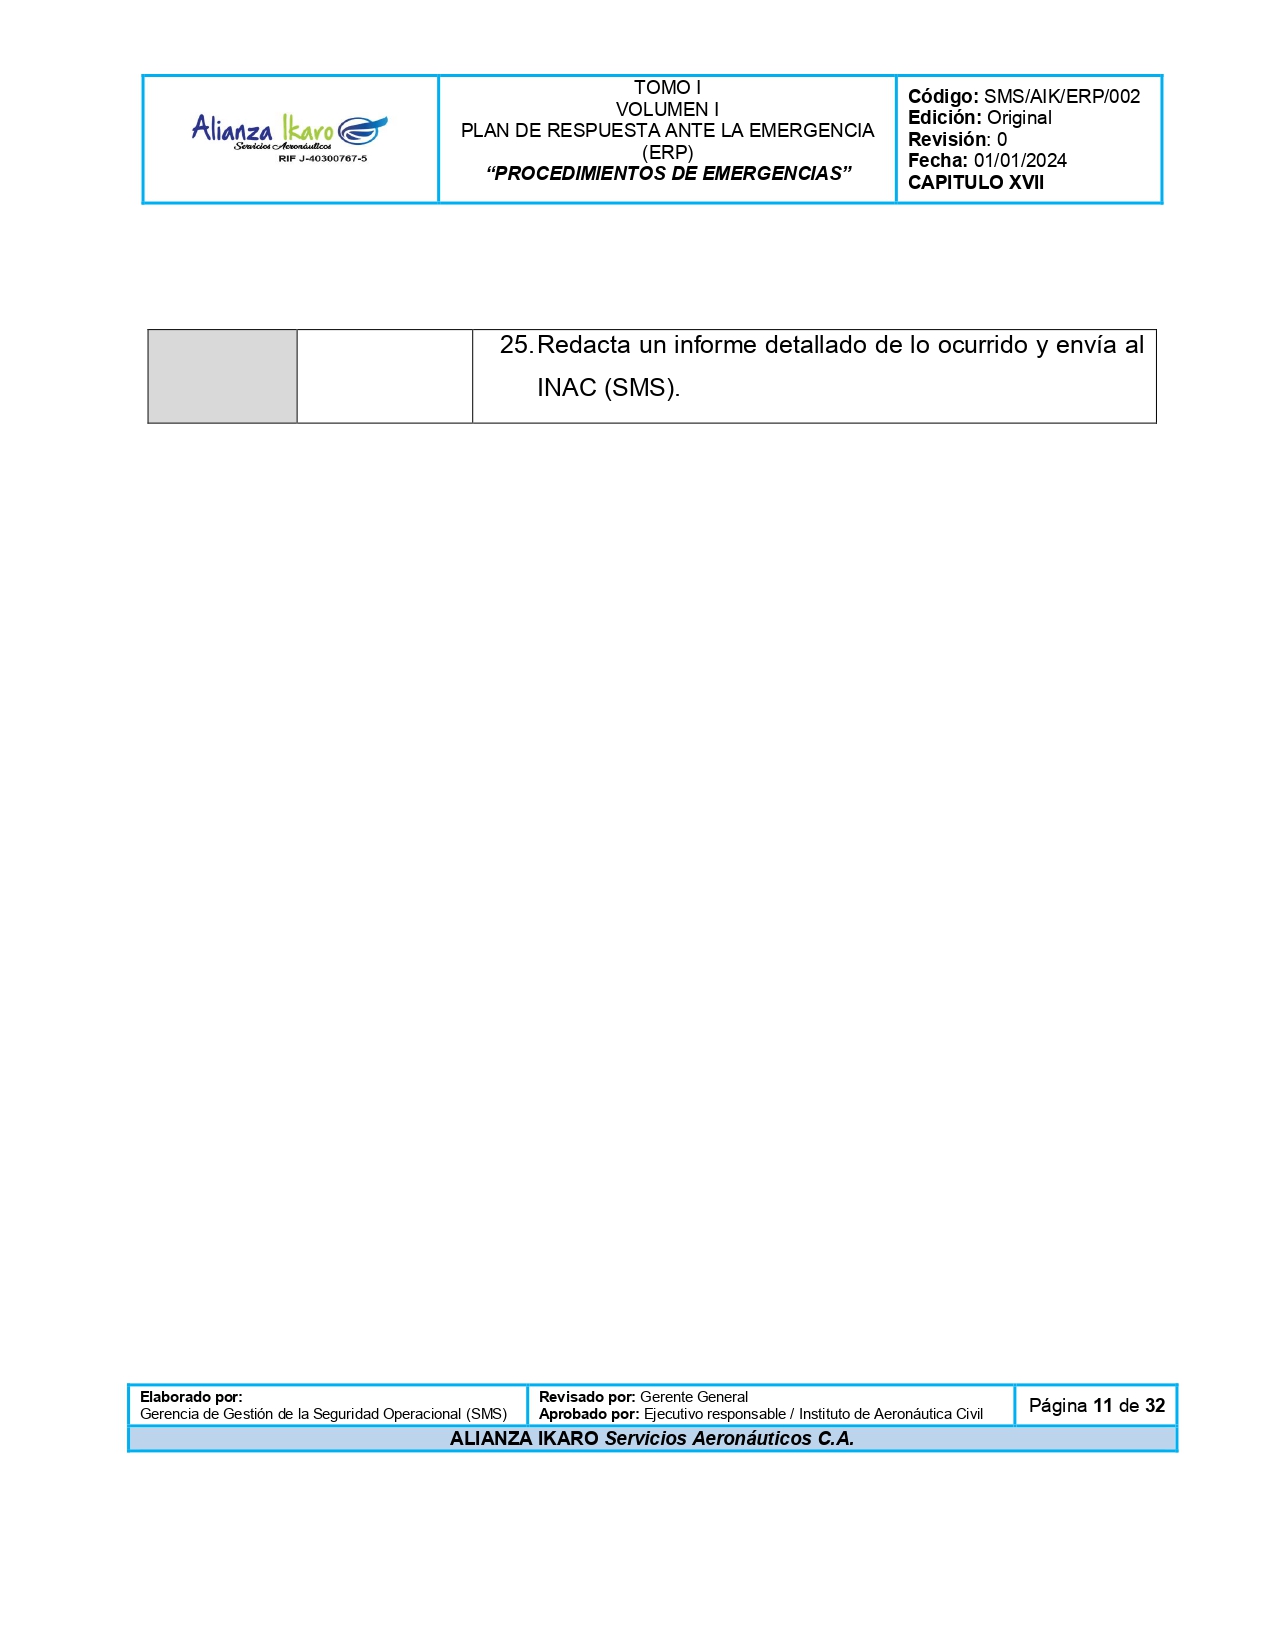 Alianza Ikaro
Servicios Aeronáuticos
RIF J-40300767-5
TOMO I
VOLUMEN I
PLAN DE RESPUESTA ANTE LA EMERGENCIA
(ERP)
“PROCEDIMIENTOS DE EMERGENCIAS”
Código: SMS/AIK/ERP/002
Edición: Original
Revisión: 0
Fecha: 01/01/2024
CAPITULO XVII
25. Redacta un informe detallado de lo ocurrido y envía al
INAC (SMS).
Elaborado por:
Gerencia de Gestión de la Seguridad Operacional (SMS)
Revisado por: Gerente General
Aprobado por: Ejecutivo responsable / Instituto de Aeronáutica Civil
Página 11 de 32
ALIANZA IKARO Servicios Aeronáuticos C.A.